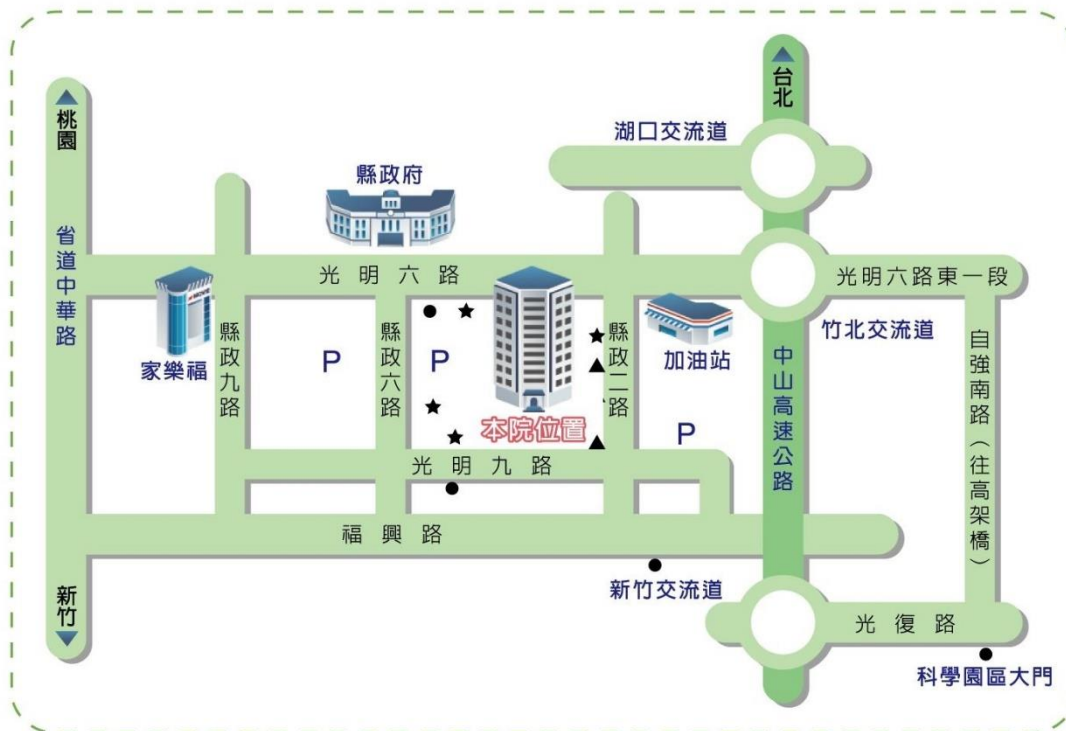 台北
桃園
湖口交流道
縣政府
省道中華路
光明六路
光明六路東一段
家樂福
縣政九路
P
縣政六路
P
縣政二路
加油站
竹北交流道
中山高速公路
自強南路（往高架橋）
本院位置
P
光明九路
福興路
新竹
新竹交流道
光復路
科學園區大門